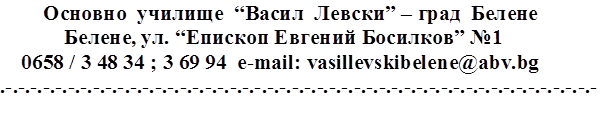 Основно училище “Васил Левски” – град Белене
Белене, ул. “Епископ Евгений Босилков” №1
0658 / 3 48 34 ; 3 69 94 e-mail: vasillevskibelene@abv.bg
.-.-.-.-.-.-.-.-.-.-.-.-.-.-.-.-.-.-.-.-.-.-.-.-.-.-.-.-.-.-.-.-.-.-.-.-.-.-.-.-.-.-.-.-